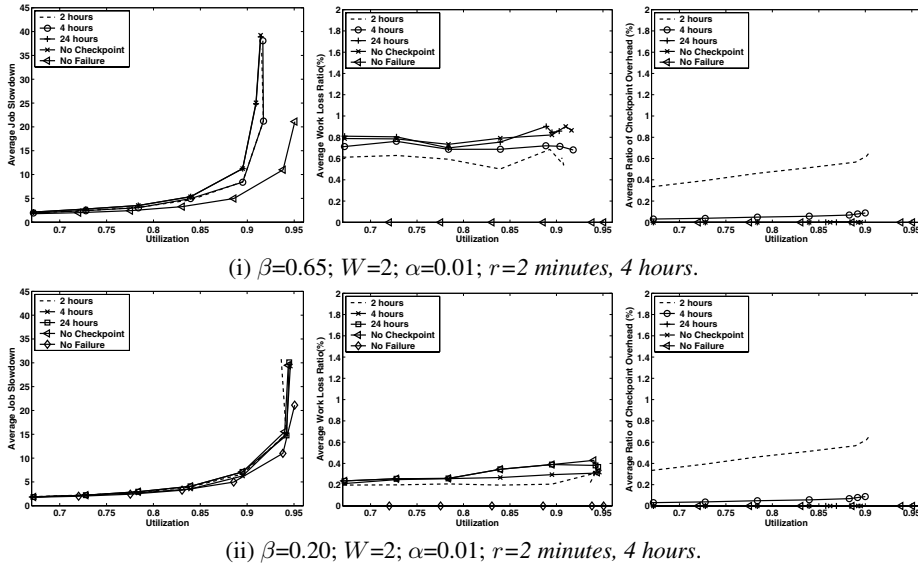 45
40
35
30
25
20
15
10
5
0
Average Job Slowdown
2 hours
4 hours
24 hours
No Checkpoint
No Failure
0.7 0.75 0.8 0.85 0.9 0.95
Utilization
2
1.8
1.6
1.4
1.2
1
0.8
0.6
0.4
0.2
0
Average Work Loss Ratio(%)
2 hours
4 hours
24 hours
No Checkpoint
No Failure
0.7 0.75 0.8 0.85 0.9 0.95
Utilization
2
1.8
1.6
1.4
1.2
1
0.8
0.6
0.4
0.2
0
Average Ratio of Checkpoint Overhead (%)
2 hours
4 hours
24 hours
No Checkpoint
No Failure
0.7 0.75 0.8 0.85 0.9 0.95
Utilization
(i) β=0.65; W=2; α=0.01; r=2 minutes, 4 hours.
45
40
35
30
25
20
15
10
5
0
Average Job Slowdown
2 hours
4 hours
24 hours
No Checkpoint
No Failure
0.7 0.75 0.8 0.85 0.9 0.95
Utilization
2
1.8
1.6
1.4
1.2
1
0.8
0.6
0.4
0.2
0
Average Work Loss Ratio(%)
2 hours
4 hours
24 hours
No Checkpoint
No Failure
0.7 0.75 0.8 0.85 0.9 0.95
Utilization
2
1.8
1.6
1.4
1.2
1
0.8
0.6
0.4
0.2
0
Average Ratio of Checkpoint Overhead (%)
2 hours
4 hours
24 hours
No Checkpoint
No Failure
0.7 0.75 0.8 0.85 0.9 0.95
Utilization
(ii) β=0.20; W=2; α=0.01; r=2 minutes, 4 hours.